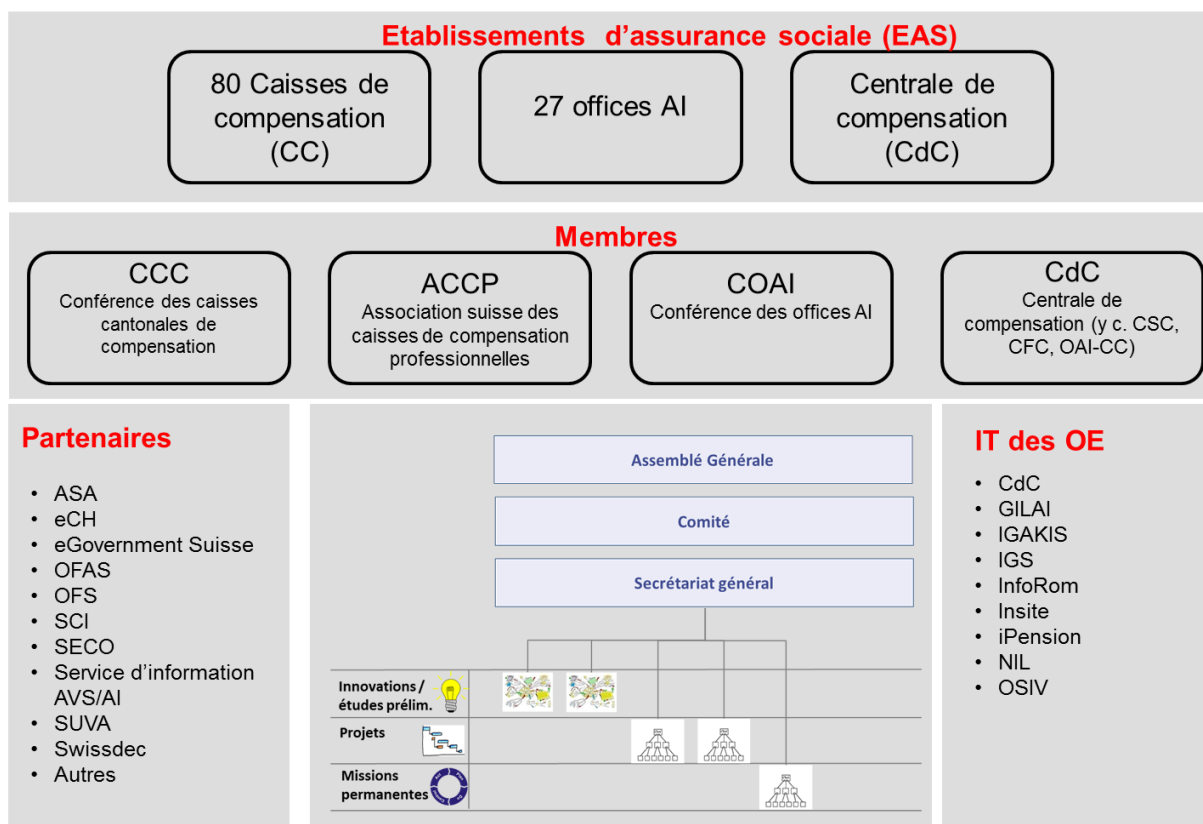 Etablissements d’assurance sociale (EAS)
80 Caisses de
compensation
(CC)
27 offices AI
Centrale de
compensation
(CdC)
Membres
CCC
Conférence des caisses
cantonales de
compensation
ACCP
Association suisse des
caisses de compensation
professionnelles
COAI
Conférence des offices AI
CdC
Centrale de
compensation (y c. CSC,
CFC, OAI-CC)
Partenaires
• ASA
• eCH
• eGovernment Suisse
• OFAS
• OFS
• SCI
• SECO
• Service d’information
AVS/AI
• SUVA
• Swissdec
• Autres
Assemblé Générale
Comité
Secrétariat général
Innovations /
études prélim.
Projets
Missions
permanentes
IT des OE
• CdC
• GILAI
• IGAKIS
• IGS
• InfoRom
• Insite
• iPension
• NIL
• OSIV